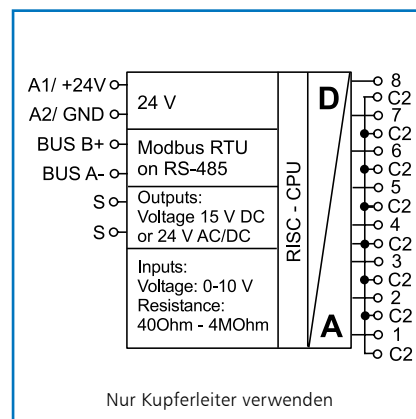 A1/ +24V
A2/ GND
BUS B+
BUS A-
S
S
24 V
Modbus RTU
on RS-485
Outputs:
Voltage 15 V DC
or 24 V AC/DC
Inputs:
Voltage: 0-10 V
Resistance:
40Ohm - 4MOhm
RISC - CPU
D
A
8
C2
7
C2
6
C2
5
C2
4
C2
3
C2
2
C2
1
C2
Nur Kupferleiter verwenden